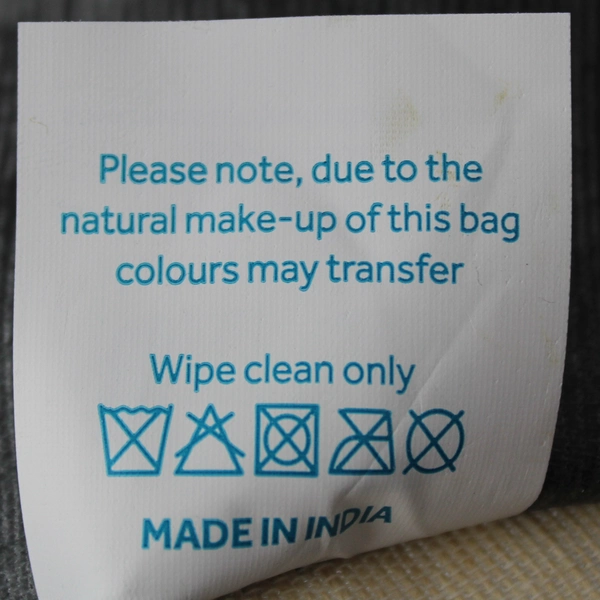 Please note, due to the
natural make-up of this bag
colours may transfer
Wipe clean only
MADE IN INDIA